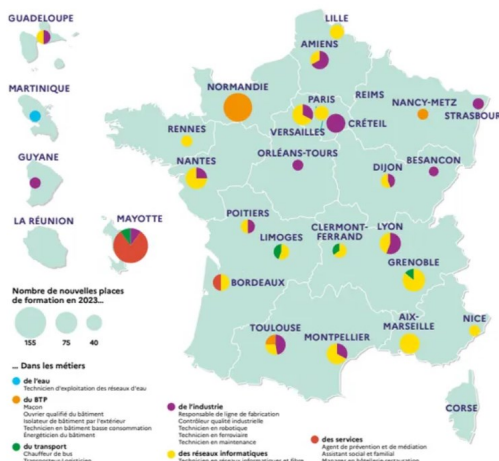 GUADELOUPE
LILLE
AMIENS
MARTINIQUE
NORMANDIE
PARIS
REIMS
NANCY-METZ
STRASBOUR
VERSAILLES
CRÉTEIL
RENNES
GUYANE
NANTES
ORLÉANS-TOURS
DIJON
BESANCON
LA RÉUNION
MAYOTTE
POITIERS
LIMOGES
CLERMONT-
FERRAND
LYON
GRENOBLE
BORDEAUX
Nombre de nouvelles places
de formation en 2023...
155
75
40
TOULOUSE
MONTPELLIER
AIX-
MARSEILLE
NICE
CORSE
... Dans les métiers
de l'eau
Technicien d'exploitation des réseaux d'eau
du BTP
Maçon
Ouvrier qualifié du bâtiment
Isolateur de bâtiment par l'extérieur
Technicien en bâtiment basse consommation
Énergéticien du bâtiment
du transport
Chauffeur de bus
de l'industrie
Responsable de ligne de fabrication
Contrôleur qualité industrielle
Technicien en robotique
Technicien en ferroviaire
Technicien en maintenance
des réseaux informatiques
des services
Agent de prévention et de médiation
Assistant social et familial